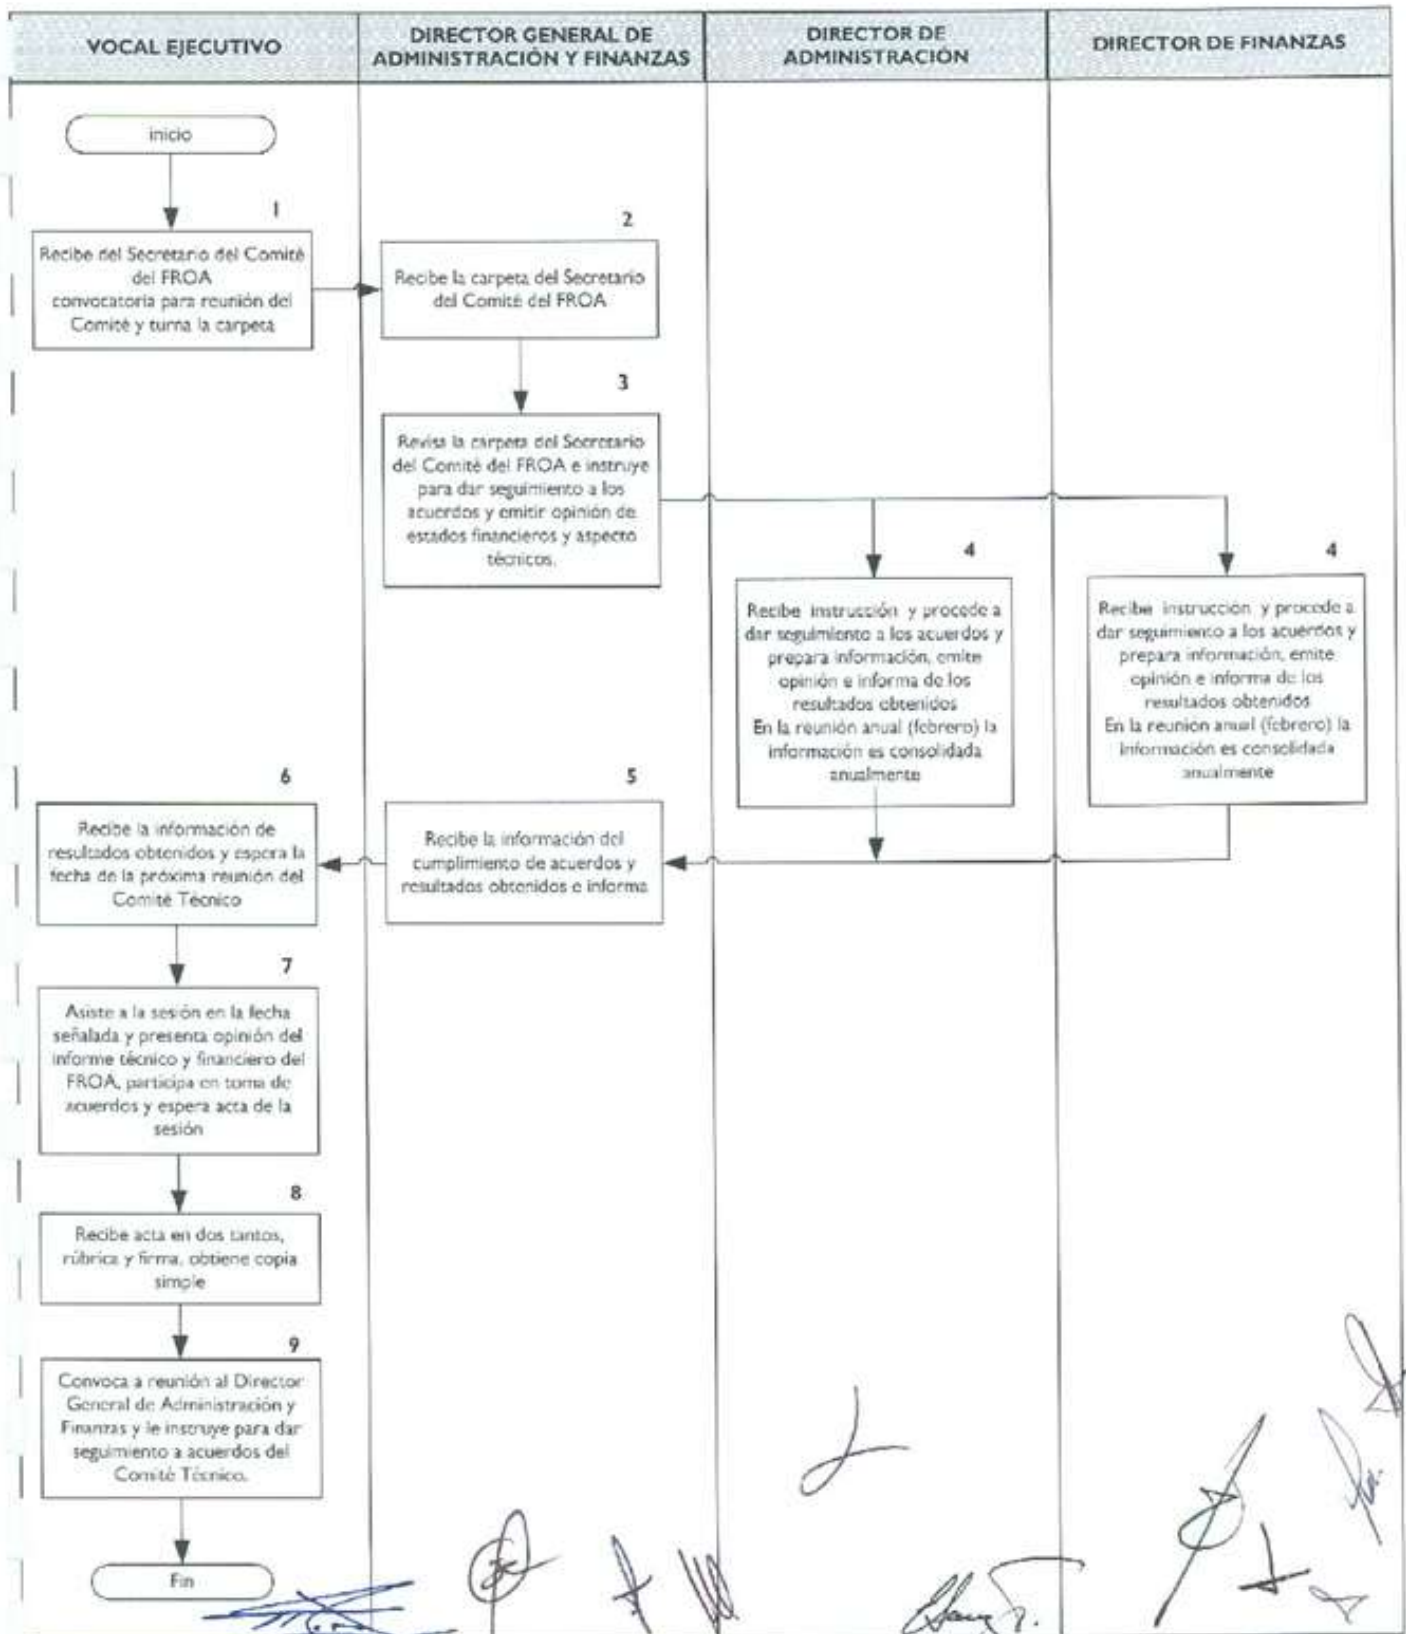 VOCAL EJECUTIVO
DIRECTOR GENERAL DE
ADMINISTRACIÓN Y FINANZAS
DIRECTOR DE
ADMINISTRACIÓN
DIRECTOR DE FINANZAS
inicio
1
Recibe del Secretario del Comité
del FROA
convocatoria para reunión del
Comité y turna la carpeta
2
Recibe la carpeta del Secretario
del Comité del FROA
3
Revisa la carpeta del Secretario
del Comité del FROA e instruye
para dar seguimiento a los
acuerdos y emitir opinión de
estados financieros y aspecto
técnicos.
4
Recibe instrucción y procede a
dar seguimiento a los acuerdos y
prepara información, emite
opinión e informa de los
resultados obtenidos
En la reunión anual (febrero) la
información es consolidada
anualmente
4
Recibe instrucción y procede a
dar seguimiento a los acuerdos y
prepara información, emite
opinión e informa de los
resultados obtenidos
En la reunión anual (febrero) la
información es consolidada
anualmente
5
Recibe la información del
cumplimiento de acuerdos y
resultados obtenidos e informa
6
Recibe la información de
resultados obtenidos y espera la
fecha de la próxima reunión del
Comité Técnico
7
Asiste a la sesión en la fecha
señalada y presenta opinión del
informe técnico y financiero del
FROA, participa en toma de
acuerdos y espera acta de la
sesión
8
Recibe acta en dos tantos,
rúbrica y firma, obtiene copia
simple
9
Convoca a reunión al Director
General de Administración y
Finanzas y le instruye para dar
seguimiento a acuerdos del
Comité Técnico.
Fin